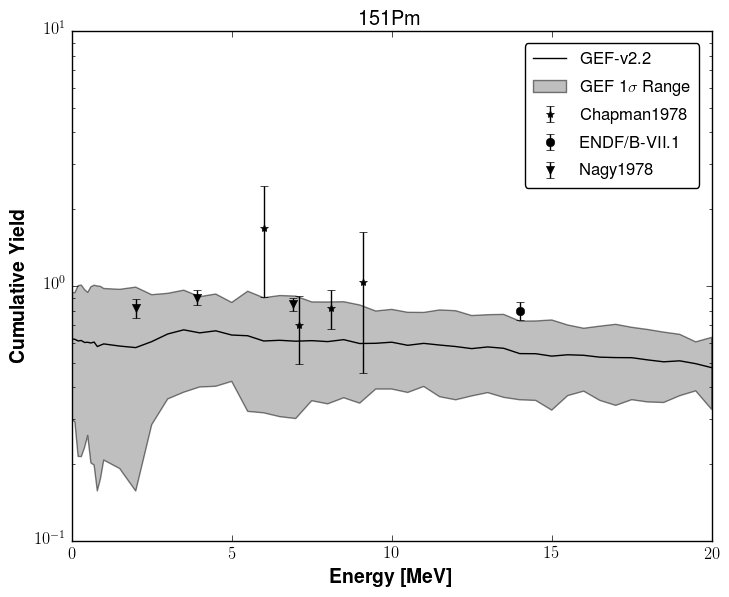 151Pm
10¹
GEF-v2.2
GEF 1σ Range
Chapman1978
ENDF/B-VII.1
Nagy1978
Cumulative Yield
10⁰
10⁻¹
0 5 10 15 20
Energy [MeV]